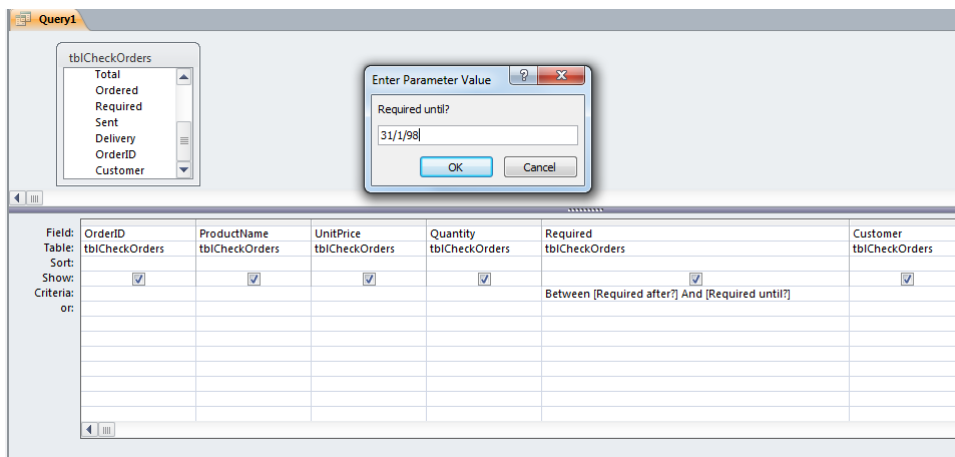 Query1
tblCheckOrders
Total
Ordered
Required
Sent
Delivery
OrderID
Customer
Enter Parameter Value
?
X
Required until?
31/1/98
OK
Cancel
Field: OrderID ProductName UnitPrice Quantity Required Customer
Table: tblCheckOrders tblCheckOrders tblCheckOrders tblCheckOrders tblCheckOrders tblCheckOrders
Sort:
Show:
Criteria: Between [Required after?] And [Required until?]
or: